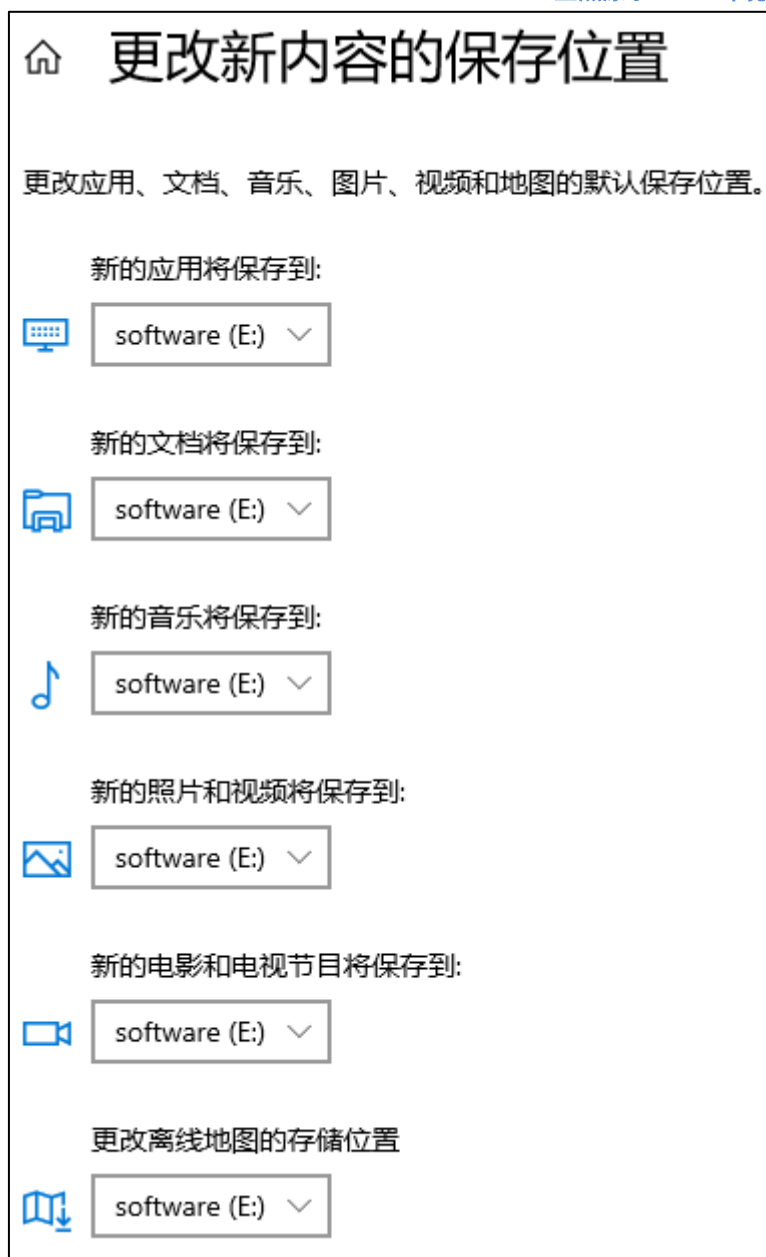 更改新内容的保存位置
更改应用、文档、音乐、图片、视频和地图的默认保存位置。
新的应用将保存到:
software (E:)
新的文档将保存到:
software (E:)
新的音乐将保存到:
software (E:)
新的照片和视频将保存到:
software (E:)
新的电影和电视节目将保存到:
software (E:)
更改离线地图的存储位置
software (E:)